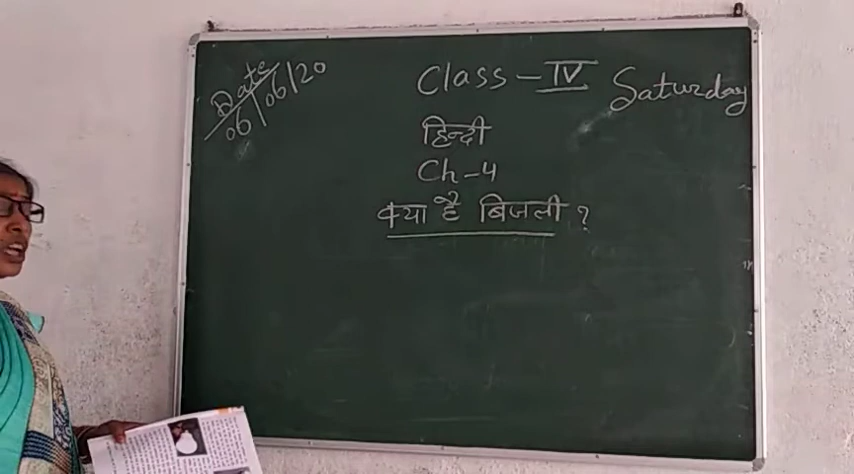 Date
06/06/20
Class - IV
Saturday
हिन्दी
Ch - 4
क्या है बिजली ?